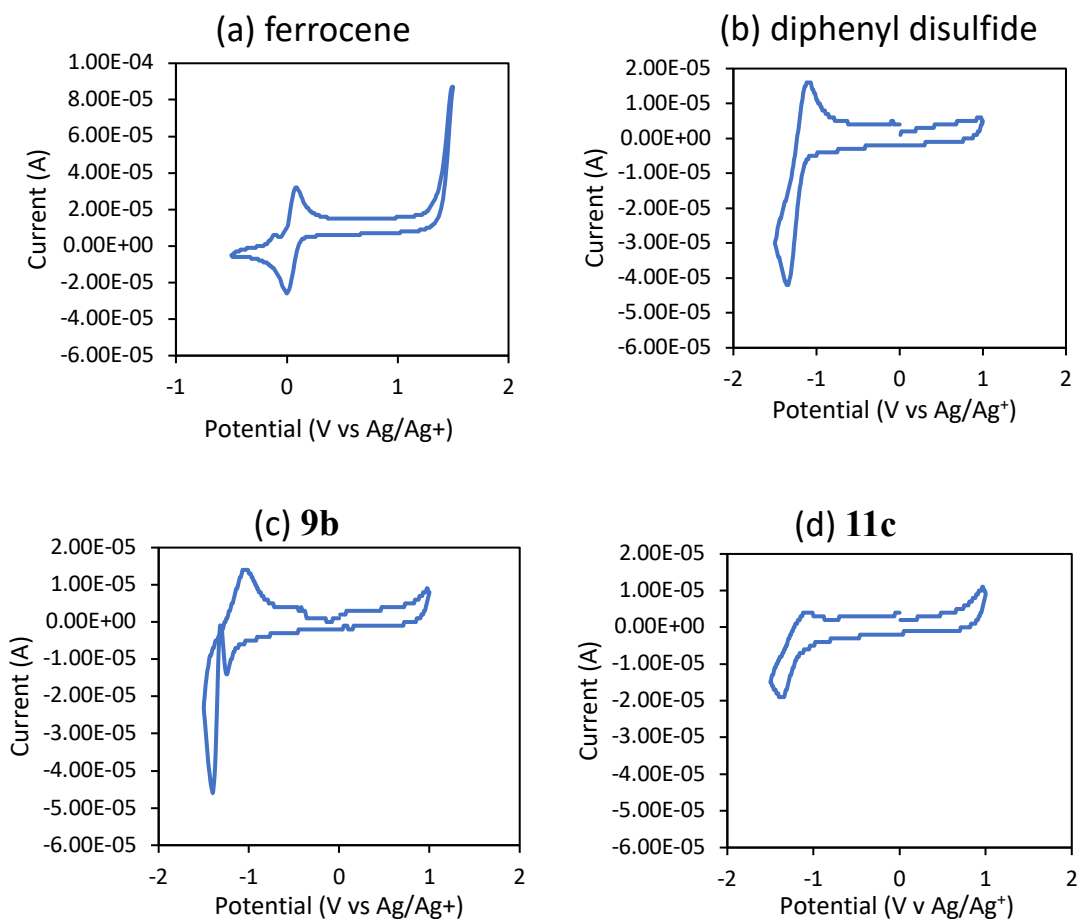 (a) ferrocene
1.00E-04
8.00E-05
6.00E-05
4.00E-05
2.00E-05
0.00E+00
-2.00E-05
-4.00E-05
-6.00E-05
Current (A)
-1 0 1 2
Potential (V vs Ag/Ag+)
(b) diphenyl disulfide
2.00E-05
1.00E-05
0.00E+00
-1.00E-05
-2.00E-05
-3.00E-05
-4.00E-05
-5.00E-05
-6.00E-05
Current (A)
-2 -1 0 1 2
Potential (V vs Ag/Ag⁺)
(c) 9b
2.00E-05
1.00E-05
0.00E+00
-1.00E-05
-2.00E-05
-3.00E-05
-4.00E-05
-5.00E-05
-6.00E-05
Current (A)
-2 -1 0 1 2
Potential (V vs Ag/Ag+)
(d) 11c
2.00E-05
1.00E-05
0.00E+00
-1.00E-05
-2.00E-05
-3.00E-05
-4.00E-05
-5.00E-05
-6.00E-05
Current (A)
-2 -1 0 1 2
Potential (V v Ag/Ag⁺)